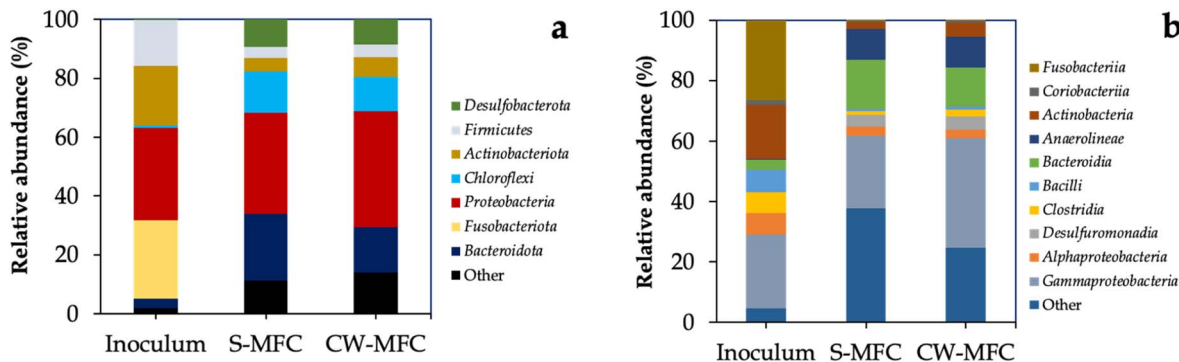 a
Relative abundance (%)
100
80
60
40
20
0
Inoculum
S-MFC
CW-MFC
Desulfobacterota
Firmicutes
Actinobacteriota
Chloroflexi
Proteobacteria
Fusobacteriota
Bacteroidota
Other
b
Relative abundance (%)
100
80
60
40
20
0
Inoculum
S-MFC
CW-MFC
Fusobacteriia
Coriobacteriia
Actinobacteria
Anaerolineae
Bacteroidia
Bacilli
Clostridia
Desulfuromonadia
Alphaproteobacteria
Gammaproteobacteria
Other